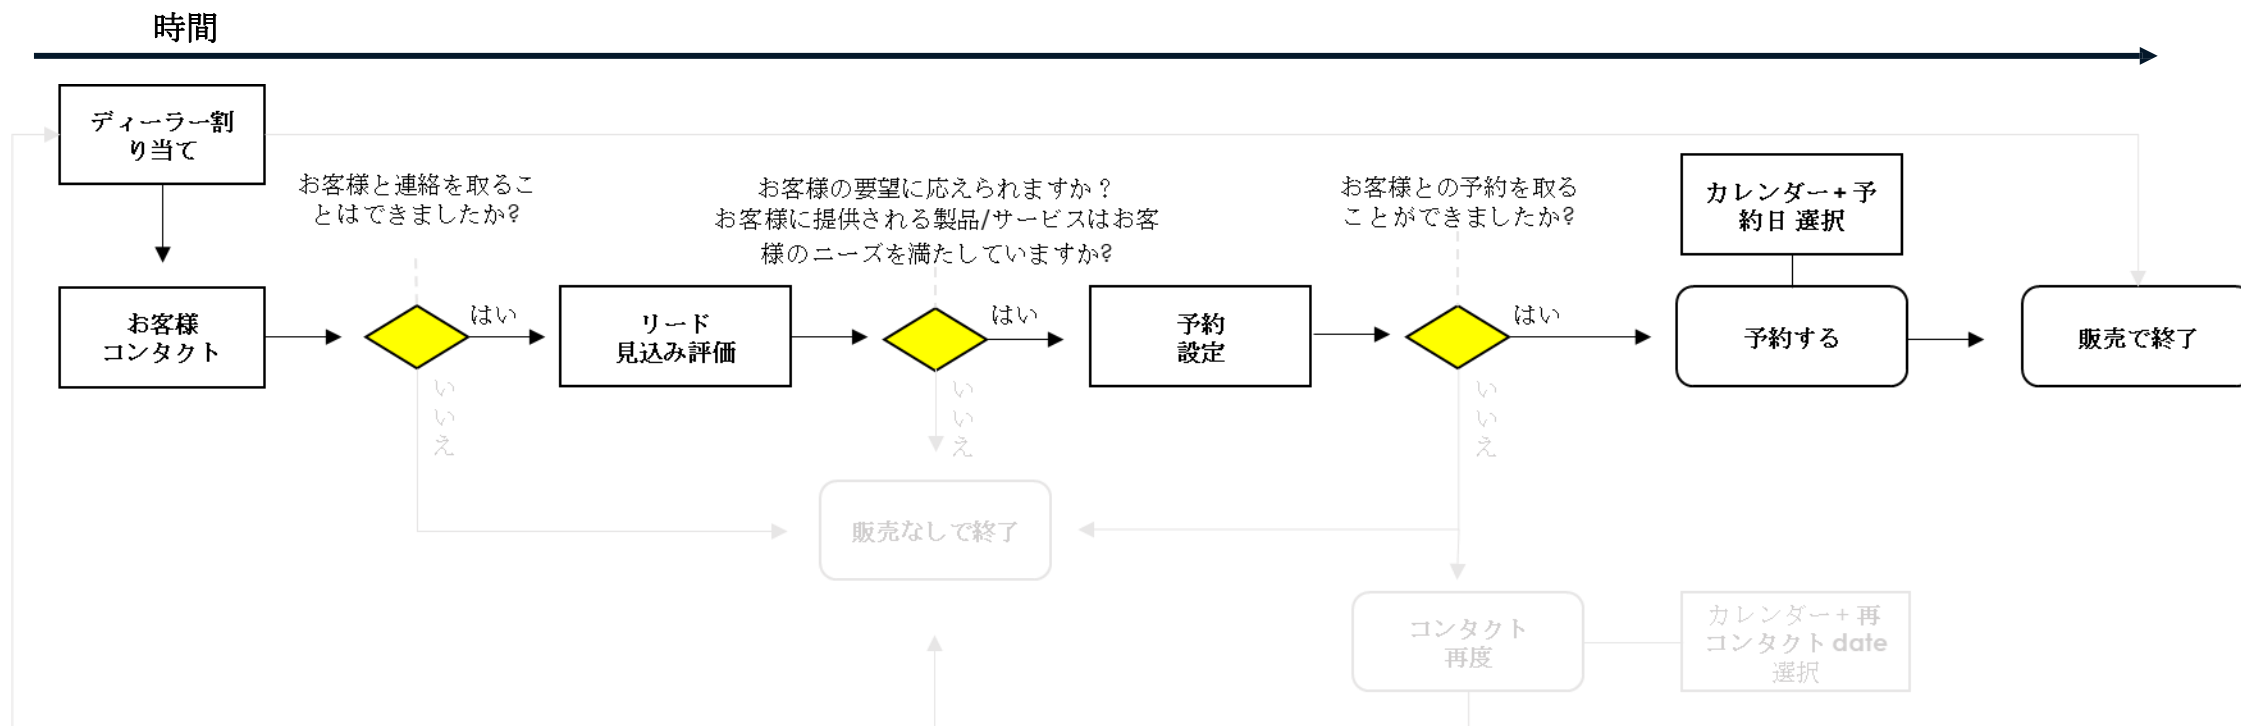 時間
ディーラー割
り当て
お客様と連絡を取るこ
とはできましたか?
お客様の要望に応えられますか？
お客様に提供される製品/サービスはお客
様のニーズを満たしていますか?
お客様との予約を取る
ことができましたか?
カレンダー + 予
約日 選択
お客様
コンタクト
はい
リード
見込み評価
はい
予約
設定
はい
予約する
販売で終了
いいえ
いいえ
いいえ
販売なしで終了
コンタクト
再度
カレンダー + 再
コンタクト date
選択